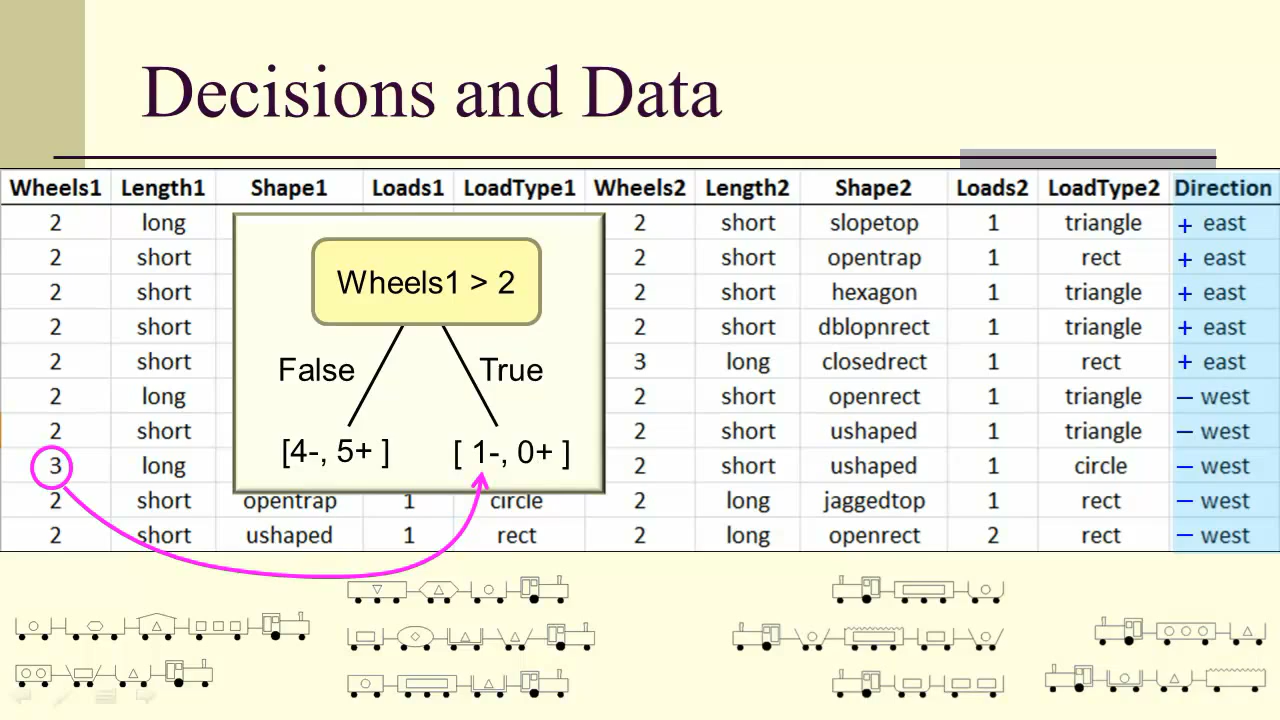 Decisions and Data
Wheels1 Length1 Shape1 Loads1 LoadType1 Wheels2 Length2 Shape2 Loads2 LoadType2 Direction
2 long 2 short slopetop 1 triangle + east
2 short 2 short opentrap 1 rect + east
2 short 2 short hexagon 1 triangle + east
2 short 2 short dblopnrect 1 triangle + east
2 short 3 long closedrect 1 rect + east
2 long 2 short openrect 1 triangle – west
2 short 2 short ushaped 1 triangle – west
3 long 2 short ushaped 1 circle – west
2 short opentrap 1 circle 2 long jaggedtop 1 rect – west
2 short ushaped 1 rect 2 long openrect 2 rect – west
Wheels1 > 2
False True
[4-, 5+ ] [ 1-, 0+ ]